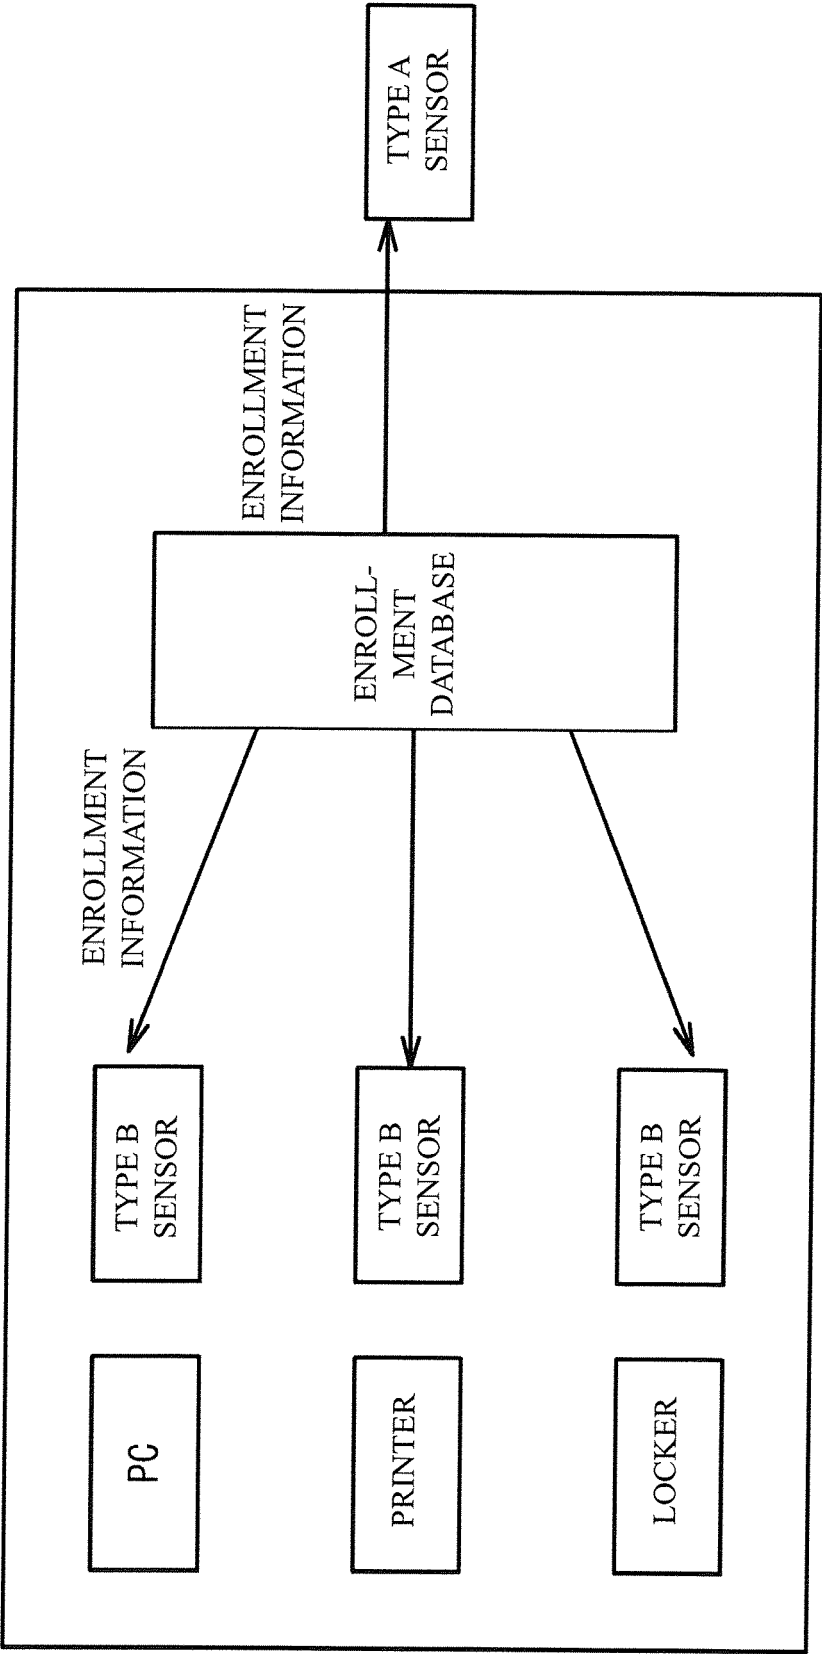 TYPE A
SENSOR
ENROLLMENT
INFORMATION
ENROLL-
MENT
DATABASE
ENROLLMENT
INFORMATION
TYPE B
SENSOR
TYPE B
SENSOR
TYPE B
SENSOR
PC
PRINTER
LOCKER